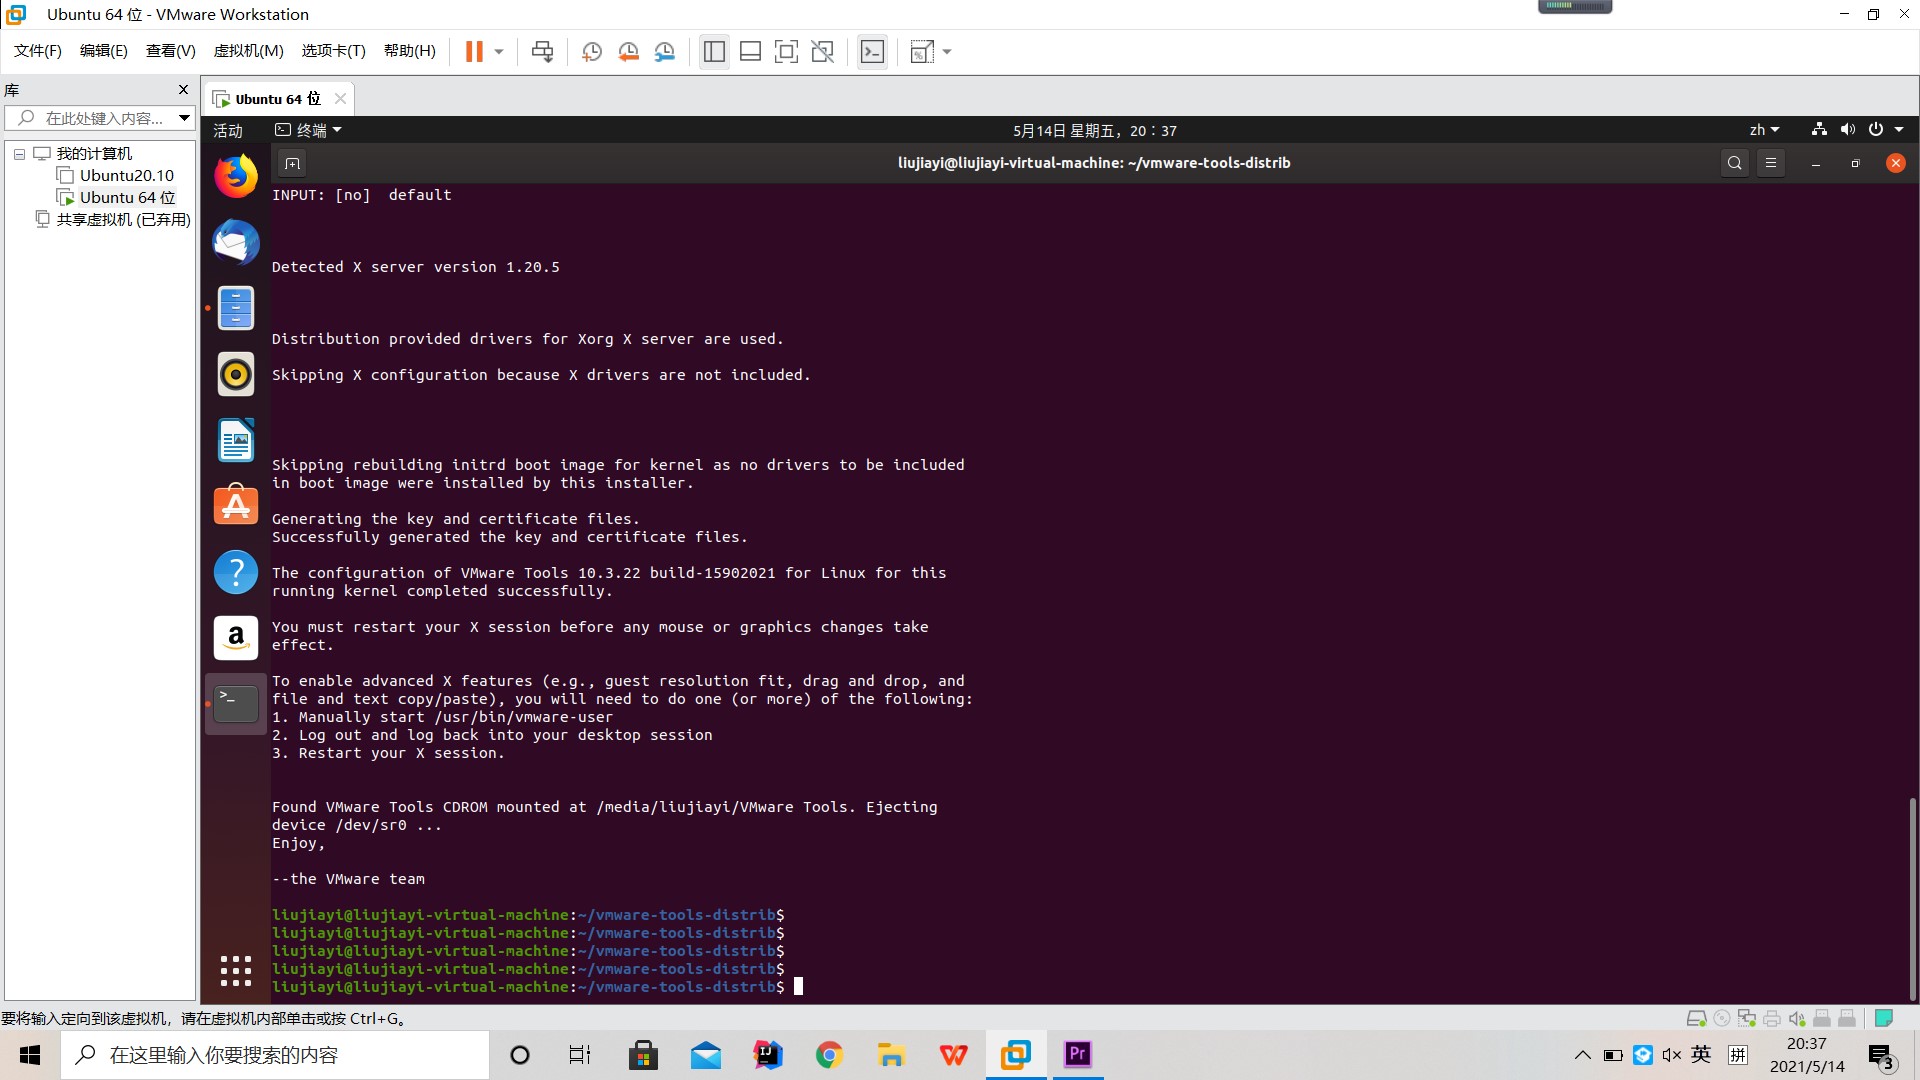 Ubuntu 64 位 - VMware Workstation
文件(F) 编辑(E) 查看(V) 虚拟机(M) 选项卡(T) 帮助(H)
库
在此处键入内容...
我的计算机
Ubuntu20.10
Ubuntu 64 位
共享虚拟机 (已弃用)
Ubuntu 64 位
活动 终端 5月14日 星期五, 20：37 zh
liujiayi@liujiayi-virtual-machine: ~/vmware-tools-distrib
INPUT: [no]  default
Detected X server version 1.20.5
Distribution provided drivers for Xorg X server are used.
Skipping X configuration because X drivers are not included.
Skipping rebuilding initrd boot image for kernel as no drivers to be included
in boot image were installed by this installer.
Generating the key and certificate files.
Successfully generated the key and certificate files.
The configuration of VMware Tools 10.3.22 build-15902021 for Linux for this
running kernel completed successfully.
You must restart your X session before any mouse or graphics changes take
effect.
To enable advanced X features (e.g., guest resolution fit, drag and drop, and
file and text copy/paste), you will need to do one (or more) of the following:
1. Manually start /usr/bin/vmware-user
2. Log out and log back into your desktop session
3. Restart your X session.
Found VMware Tools CDROM mounted at /media/liujiayi/VMware Tools. Ejecting
device /dev/sr0 ...
Enjoy,
--the VMware team
liujiayi@liujiayi-virtual-machine:~/vmware-tools-distrib$
liujiayi@liujiayi-virtual-machine:~/vmware-tools-distrib$
liujiayi@liujiayi-virtual-machine:~/vmware-tools-distrib$
liujiayi@liujiayi-virtual-machine:~/vmware-tools-distrib$
liujiayi@liujiayi-virtual-machine:~/vmware-tools-distrib$
要将输入定向到该虚拟机，请在虚拟机内部单击或按 Ctrl+G。
在这里输入你要搜索的内容
英 拼
20:37
2021/5/14
3